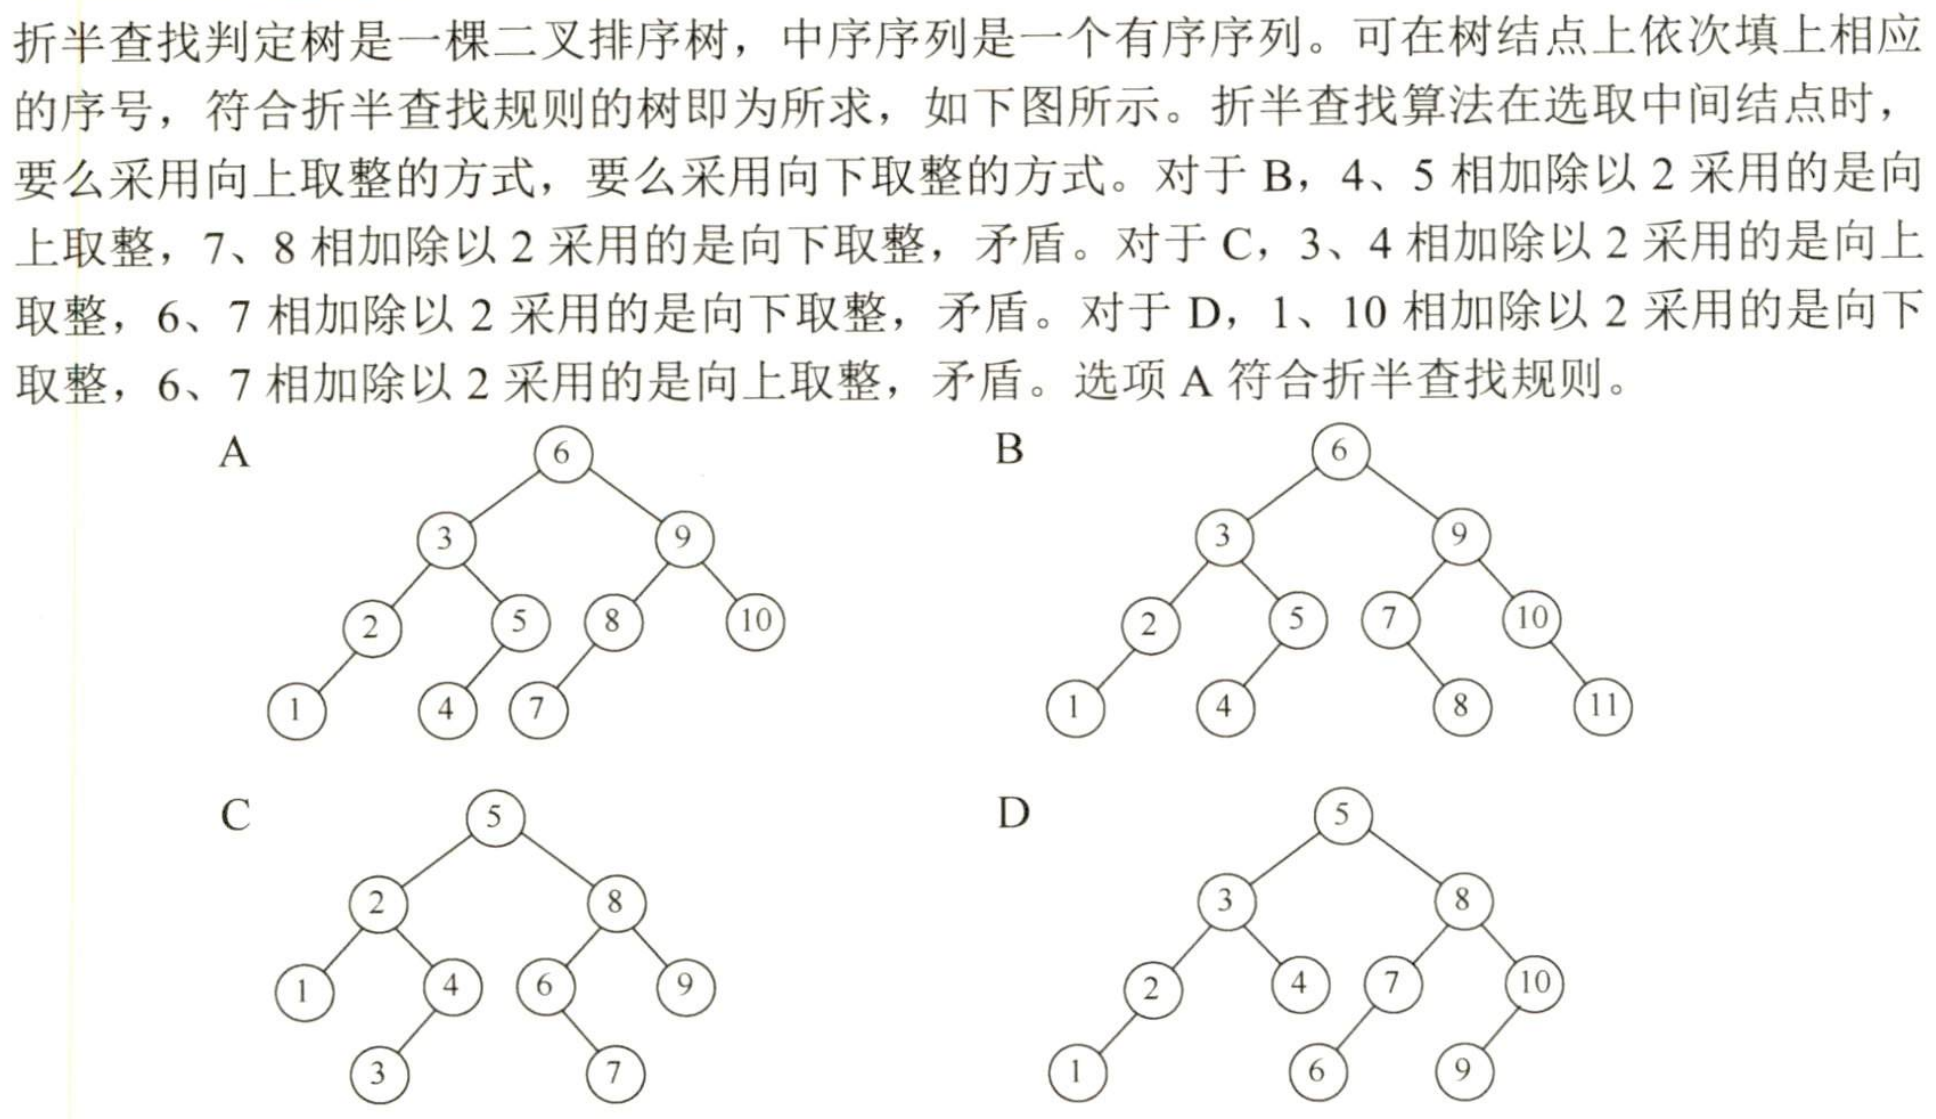 折半查找判定树是一棵二叉排序树，中序序列是一个有序序列。可在树结点上依次填上相应
的序号，符合折半查找规则的树即为所求，如下图所示。折半查找算法在选取中间结点时，
要么采用向上取整的方式，要么采用向下取整的方式。对于 B，4、5 相加除以 2 采用的是向
上取整，7、8 相加除以 2 采用的是向下取整，矛盾。对于 C，3、4 相加除以 2 采用的是向上
取整，6、7 相加除以 2 采用的是向下取整，矛盾。对于 D，1、10 相加除以 2 采用的是向下
取整，6、7 相加除以 2 采用的是向上取整，矛盾。选项 A 符合折半查找规则。
A
6
3 9
2 5 8 10
1 4 7
B
6
3 9
2 5 7 10
1 4 8 11
C
5
2 8
1 4 6 9
3 7
D
5
3 8
2 4 7 10
1 6 9